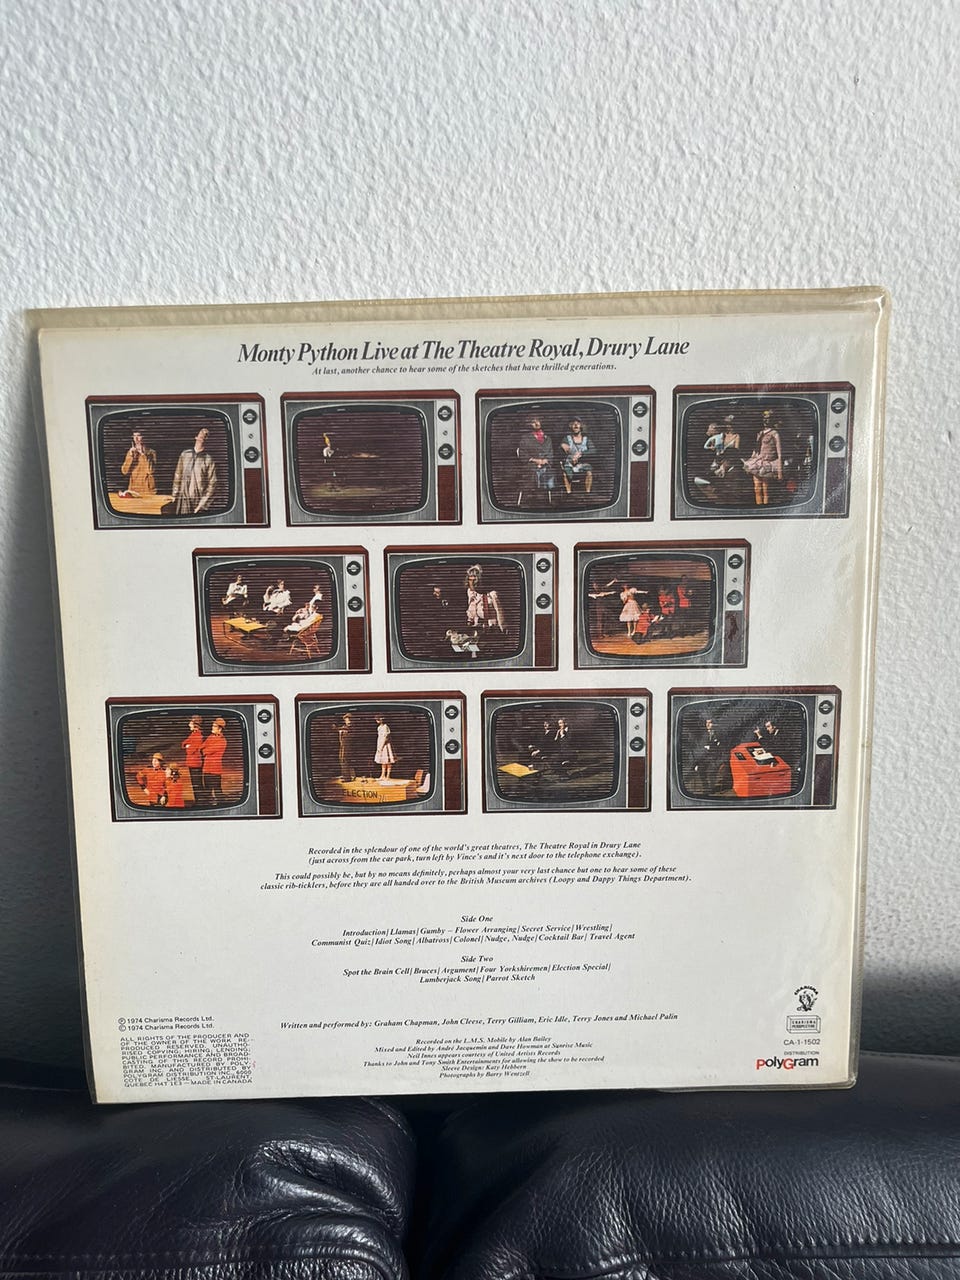 Monty Python Live at The Theatre Royal, Drury Lane
At last, another chance to hear some of the sketches that have thrilled generations.
ELECTION
Recorded in the splendour of one of the world's great theatres, The Theatre Royal in Drury Lane
(just across from the car park, turn left by Vince's and it's next door to the telephone exchange).
This could possibly be, but by no means definitely, perhaps almost your very last chance but one to hear some of these
classic rib-ticklers, before they are all handed over to the British Museum archives (Loopy and Dappy Things Department).
Side One
Introduction| Llamas| Gumby – Flower Arranging| Secret Service| Wrestling|
Communist Quiz| Idiot Song| Albatross| Colonel| Nudge, Nudge| Cocktail Bar| Travel Agent
Side Two
Spot the Brain Cell| Bruces| Argument| Four Yorkshiremen| Election Special|
Lumberjack Song| Parrot Sketch
Written and performed by: Graham Chapman, John Cleese, Terry Gilliam, Eric Idle, Terry Jones and Michael Palin
Recorded on the L.M.S. Mobile by Alan Bailey
Mixed and Edited by André Jacquemin and Dave Howman at Sunrise Music
Neil Innes appears courtesy of United Artists Records
Thanks to John and Tony Smith Entertainments for allowing the show to be recorded
Sleeve Design: Katy Hebbern
Photographs by Barry Wentzell
℗ 1974 Charisma Records Ltd.
© 1974 Charisma Records Ltd.
ALL RIGHTS OF THE PRODUCER AND
OF THE OWNER OF THE WORK RE-
PRODUCED RESERVED. UNAUTHO-
RISED COPYING, HIRING, LENDING,
PUBLIC PERFORMANCE AND BROAD-
CASTING OF THIS RECORD PROHI-
BITED. MANUFACTURED BY POLY-
GRAM INC. AND DISTRIBUTED BY
POLYGRAM DISTRIBUTION INC., 6000
COTE DE LIESSE, ST-LAURENT,
QUEBEC H4T 1E3 – MADE IN CANADA
CHARISMA
CHARISMA
PERSPECTIVE
CA-1-1502
DISTRIBUTION
polyGram